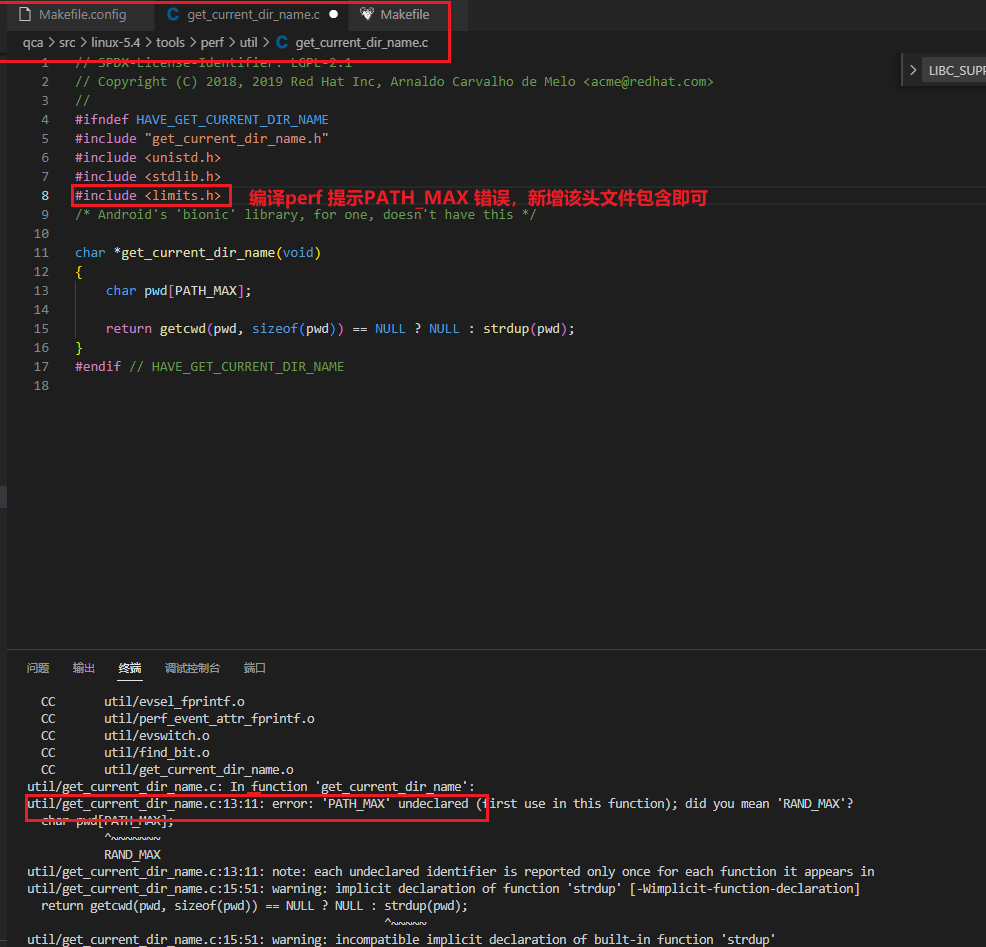 Makefile.config
get_current_dir_name.c
Makefile
qca > src > linux-5.4 > tools > perf > util > C get_current_dir_name.c
1 // SPDX-License-Identifier: LGPL-2.1
LIBC_SUPP
2 // Copyright (C) 2018, 2019 Red Hat Inc, Arnaldo Carvalho de Melo <acme@redhat.com>
3 //
4 #ifndef HAVE_GET_CURRENT_DIR_NAME
5 #include "get_current_dir_name.h"
6 #include <unistd.h>
7 #include <stdlib.h>
8 #include <limits.h> 编译perf 提示PATH_MAX 错误，新增该头文件包含即可
9 /* Android's 'bionic' library, for one, doesn't have this */
10
11 char *get_current_dir_name(void)
12 {
13 char pwd[PATH_MAX];
14
15 return getcwd(pwd, sizeof(pwd)) == NULL ? NULL : strdup(pwd);
16 }
17 #endif // HAVE_GET_CURRENT_DIR_NAME
18
问题 输出 终端 调试控制台 端口
CC util/evsel_fprintf.o
CC util/perf_event_attr_fprintf.o
CC util/evswitch.o
CC util/find_bit.o
CC util/get_current_dir_name.o
util/get_current_dir_name.c: In function 'get_current_dir_name':
util/get_current_dir_name.c:13:11: error: 'PATH_MAX' undeclared (first use in this function); did you mean 'RAND_MAX'?
char pwd[PATH_MAX];
^~~~~~~~
RAND_MAX
util/get_current_dir_name.c:13:11: note: each undeclared identifier is reported only once for each function it appears in
util/get_current_dir_name.c:15:51: warning: implicit declaration of function 'strdup' [-Wimplicit-function-declaration]
return getcwd(pwd, sizeof(pwd)) == NULL ? NULL : strdup(pwd);
^~~~~~
util/get_current_dir_name.c:15:51: warning: incompatible implicit declaration of built-in function 'strdup'